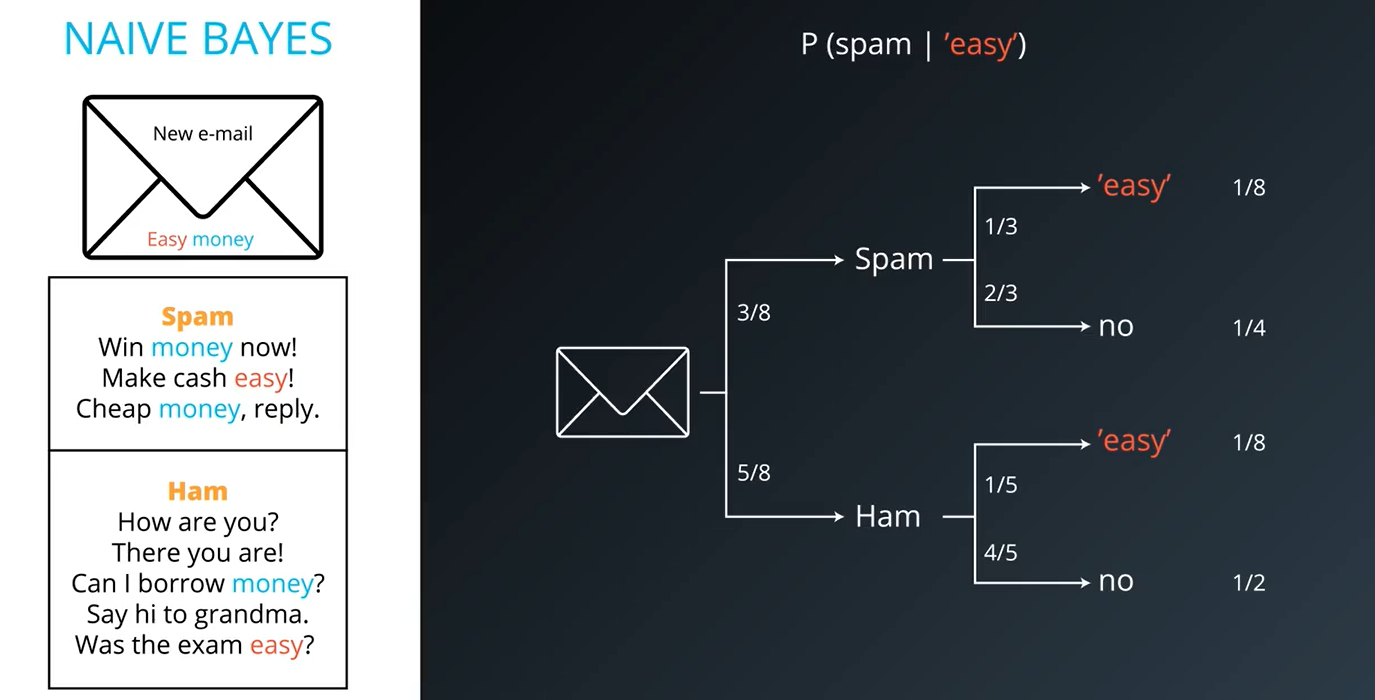 NAIVE BAYES
New e-mail
Easy money
Spam
Win money now!
Make cash easy!
Cheap money, reply.
Ham
How are you?
There you are!
Can I borrow money?
Say hi to grandma.
Was the exam easy?
P (spam | ’easy’)
’easy’ 1/8
1/3
Spam
2/3
3/8
no 1/4
’easy’ 1/8
5/8
1/5
Ham
4/5
no 1/2